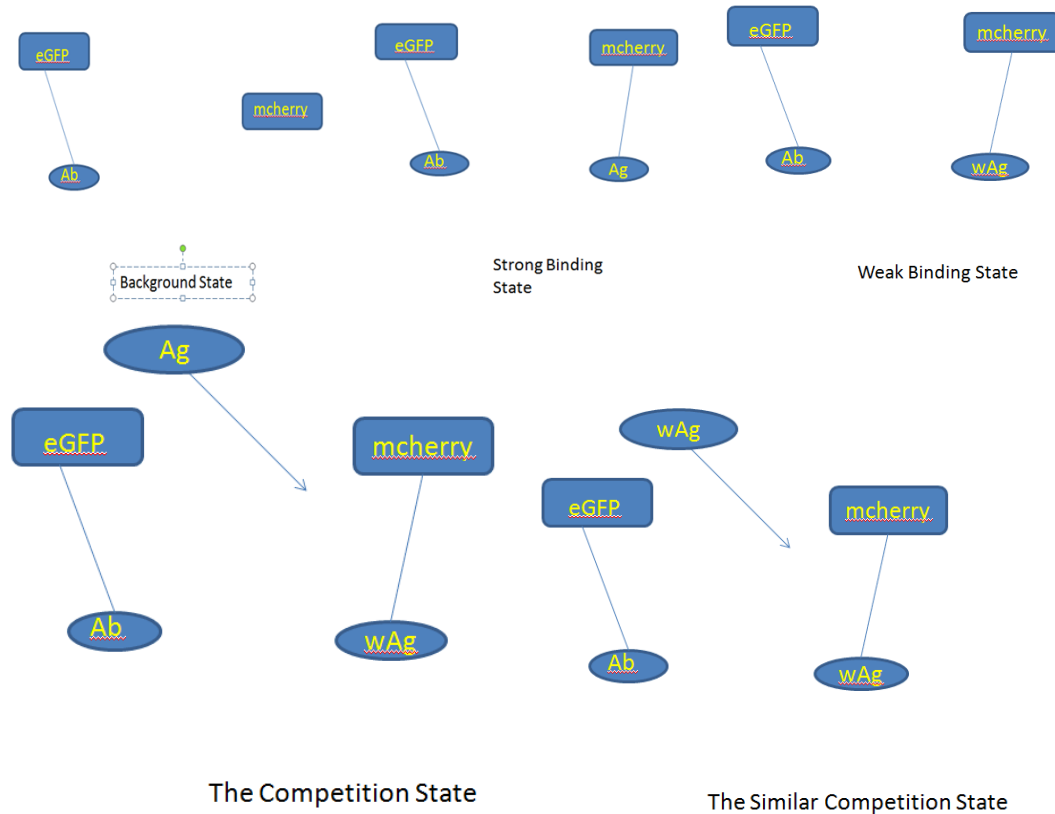 eGFP
mcherry
Ab
eGFP
Ab
mcherry
Ag
eGFP
Ab
mcherry
wAg
Background State
Strong Binding
State
Weak Binding State
Ag
eGFP
mcherry
Ab
wAg
The Competition State
wAg
eGFP
mcherry
Ab
wAg
The Similar Competition State